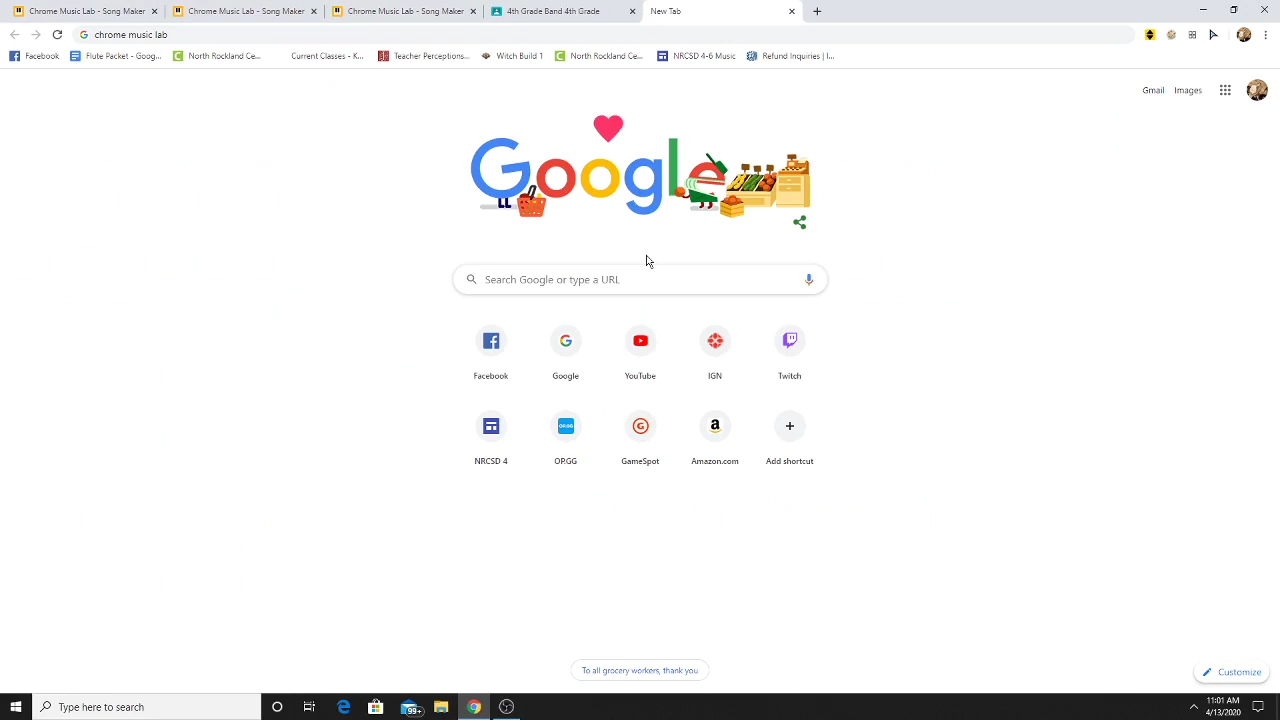 Chrome Music Lab - Song Maker
Chrome Music Lab - Song Maker
Chrome Music Lab - Song Maker
4th Grade Band 4th Grade
New Tab
chrome music lab
Facebook
Flute Packet - Goog...
North Rockland Ce...
Current Classes - K...
Teacher Perceptions...
Witch Build 1
North Rockland Ce...
NRCSD 4-6 Music
Refund Inquiries | I...
Gmail
Images
Google
Search Google or type a URL
Facebook
Google
YouTube
IGN
Twitch
NRCSD 4
OP.GG
GameSpot
Amazon.com
Add shortcut
To all grocery workers, thank you
Customize
Type here to search
99+
11:01 AM
4/13/2020